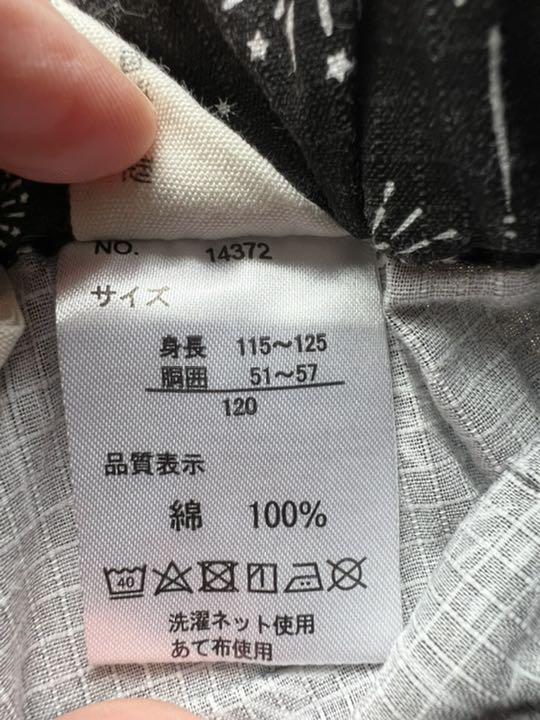 NO. 14372
サイズ
身長 115～125
胴囲 51～57
120
品質表示
綿 100%
40
洗濯ネット使用
あて布使用